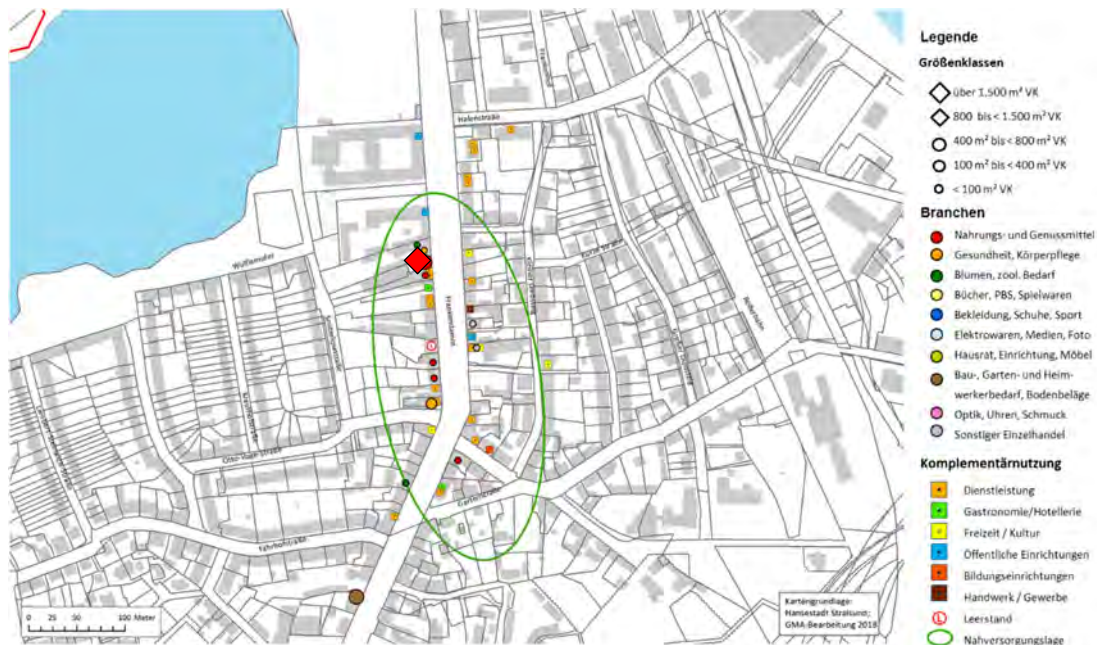 Legende
Größenklassen
über 1.500 m² VK
800 bis < 1.500 m² VK
400 m² bis < 800 m² VK
100 m² bis < 400 m² VK
< 100 m² VK
Branchen
Nahrungs- und Genussmittel
Gesundheit, Körperpflege
Blumen, zool. Bedarf
Bücher, PBS, Spielwaren
Bekleidung, Schuhe, Sport
Elektrowaren, Medien, Foto
Hausrat, Einrichtung, Möbel
Bau-, Garten- und Heim-
werkerbedarf, Bodenbeläge
Optik, Uhren, Schmuck
Sonstiger Einzelhandel
Komplementärnutzung
Dienstleistung
Gastronomie/Hotellerie
Freizeit / Kultur
Öffentliche Einrichtungen
Bildungseinrichtungen
Handwerk / Gewerbe
L Leerstand
Nahversorgungslage
Hafenstraße
Wulflamufer
Frankendamm
L
Gartenstraße
0 25 50 100 Meter
Kartengrundlage:
Hansestadt Stralsund;
GMA-Bearbeitung 2018